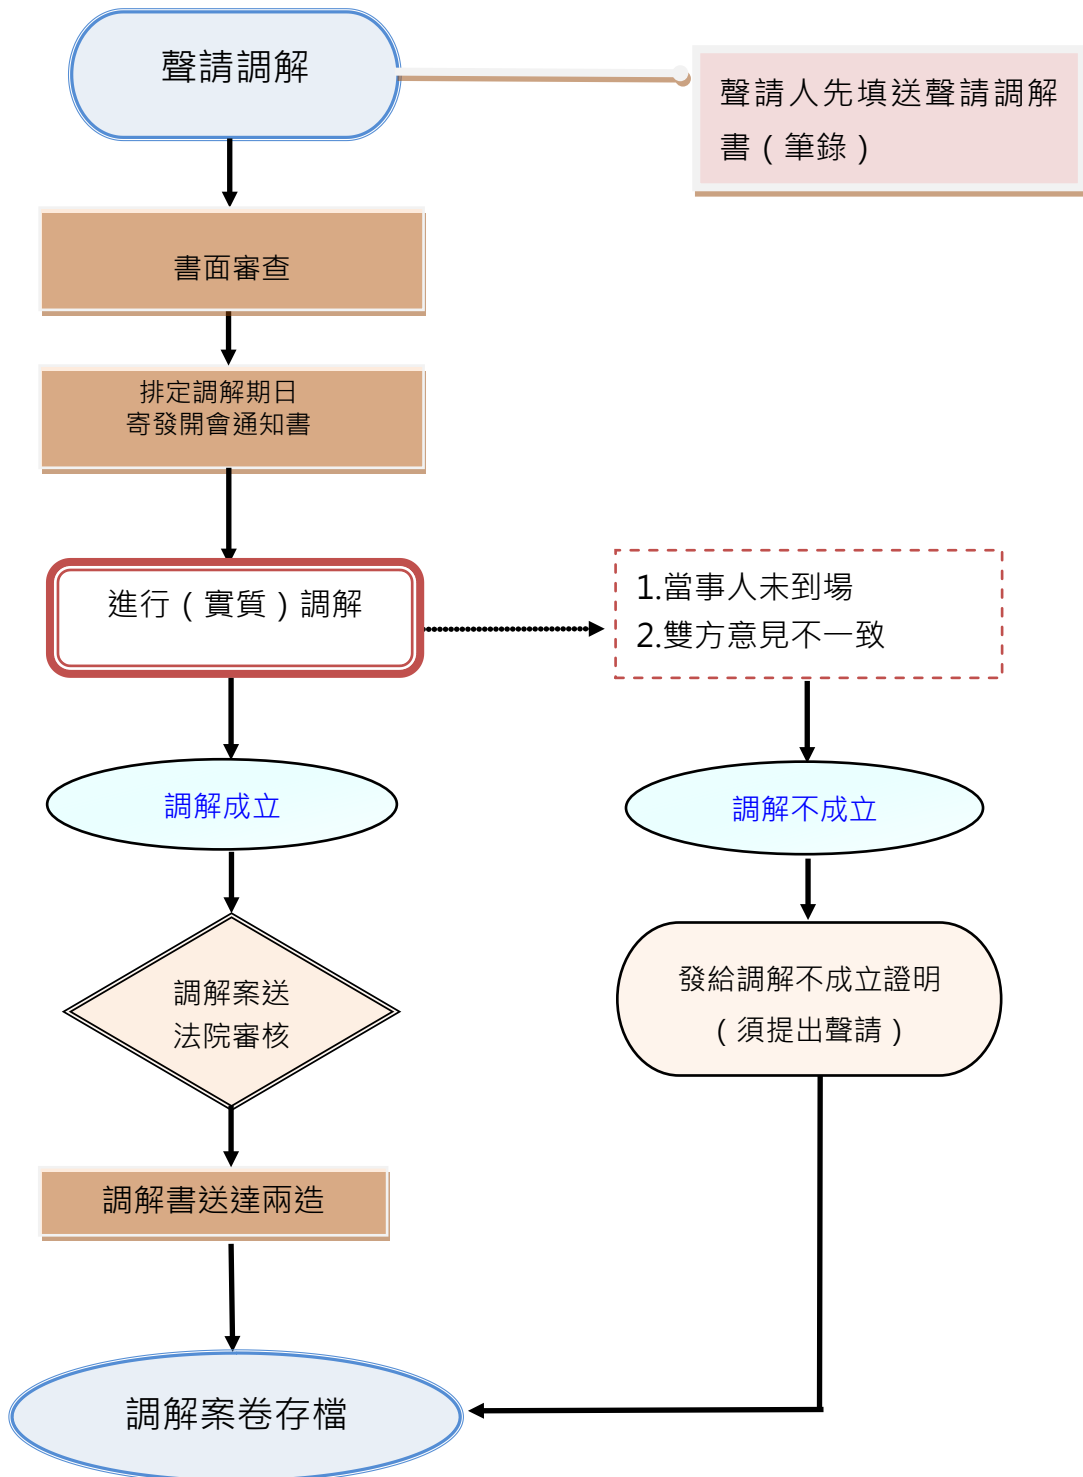 聲請調解
聲請人先填送聲請調解
書（筆錄）
書面審查
排定調解期日
寄發開會通知書
進行（實質）調解
1.當事人未到場
2.雙方意見不一致
調解成立
調解不成立
調解案送
法院審核
發給調解不成立證明
（須提出聲請）
調解書送達兩造
調解案卷存檔